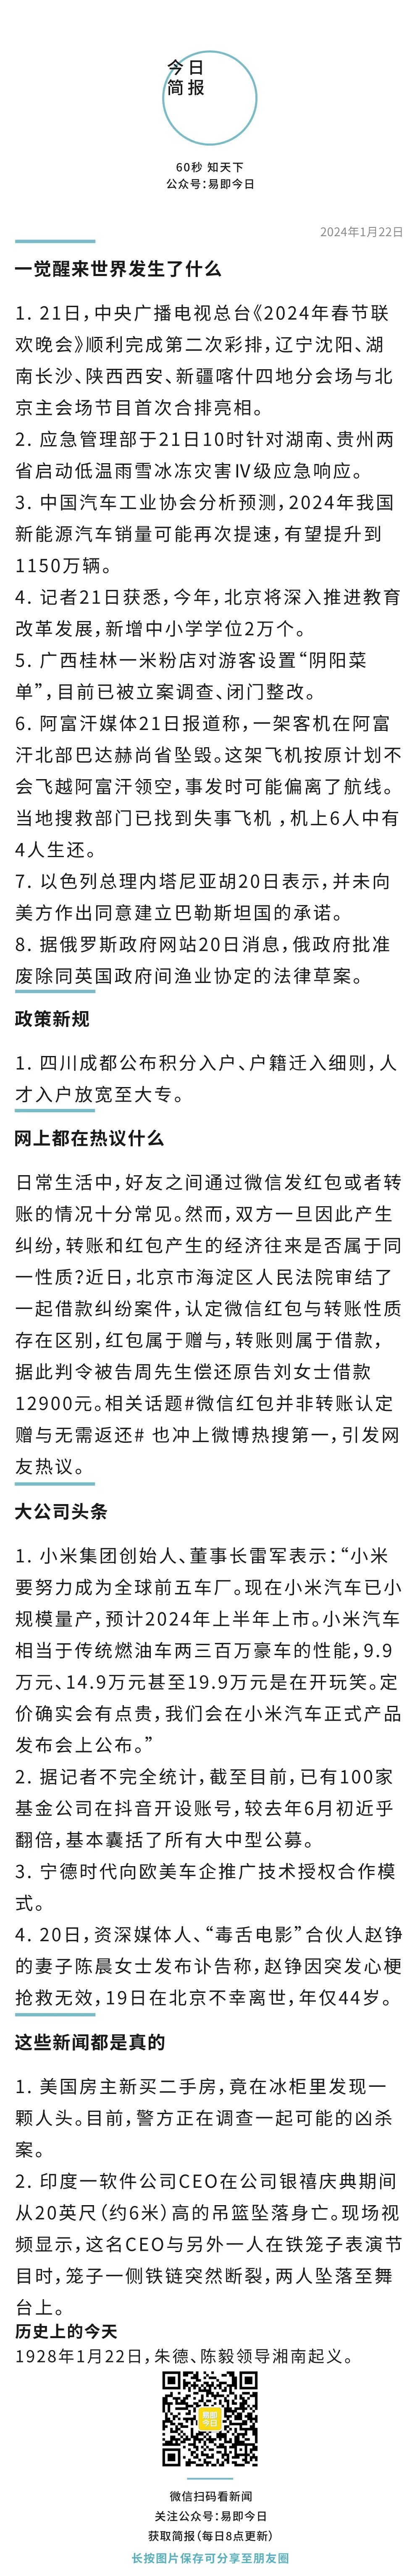 今日
简报
60秒 知天下
公众号：易即今日
2024年1月22日
一觉醒来世界发生了什么
1. 21日，中央广播电视总台《2024年春节联
欢晚会》顺利完成第二次彩排，辽宁沈阳、湖
南长沙、陕西西安、新疆喀什四地分会场与北
京主会场节目首次合排亮相。
2. 应急管理部于21日10时针对湖南、贵州两
省启动低温雨雪冰冻灾害Ⅳ级应急响应。
3. 中国汽车工业协会分析预测，2024年我国
新能源汽车销量可能再次提速，有望提升到
1150万辆。
4. 记者21日获悉，今年，北京将深入推进教育
改革发展，新增中小学学位2万个。
5. 广西桂林一米粉店对游客设置“阴阳菜
单”，目前已被立案调查、闭门整改。
6. 阿富汗媒体21日报道称，一架客机在阿富
汗北部巴达赫尚省坠毁。这架飞机按原计划不
会飞越阿富汗领空，事发时可能偏离了航线。
当地搜救部门已找到失事飞机 ，机上6人中有
4人生还。
7. 以色列总理内塔尼亚胡20日表示，并未向
美方作出同意建立巴勒斯坦国的承诺。
8. 据俄罗斯政府网站20日消息，俄政府批准
废除同英国政府间渔业协定的法律草案。
政策新规
1. 四川成都公布积分入户、户籍迁入细则，人
才入户放宽至大专。
网上都在热议什么
日常生活中，好友之间通过微信发红包或者转
账的情况十分常见。然而，双方一旦因此产生
纠纷，转账和红包产生的经济往来是否属于同
一性质？近日，北京市海淀区人民法院审结了
一起借款纠纷案件，认定微信红包与转账性质
存在区别，红包属于赠与，转账则属于借款，
据此判令被告周先生偿还原告刘女士借款
12900元。相关话题#微信红包并非转账认定
赠与无需返还# 也冲上微博热搜第一，引发网
友热议。
大公司头条
1. 小米集团创始人、董事长雷军表示：“小米
要努力成为全球前五车厂。现在小米汽车已小
规模量产，预计2024年上半年上市。小米汽车
相当于传统燃油车两三百万豪车的性能，9.9
万元、14.9万元甚至19.9万元是在开玩笑。定
价确实会有点贵，我们会在小米汽车正式产品
发布会上公布。”
2. 据记者不完全统计，截至目前，已有100家
基金公司在抖音开设账号，较去年6月初近乎
翻倍，基本囊括了所有大中型公募。
3. 宁德时代向欧美车企推广技术授权合作模
式。
4. 20日，资深媒体人、“毒舌电影”合伙人赵铮
的妻子陈晨女士发布讣告称，赵铮因突发心梗
抢救无效，19日在北京不幸离世，年仅44岁。
这些新闻都是真的
1. 美国房主新买二手房，竟在冰柜里发现一
颗人头。目前，警方正在调查一起可能的凶杀
案。
2. 印度一软件公司CEO在公司银禧庆典期间
从20英尺（约6米）高的吊篮坠落身亡。现场视
频显示，这名CEO与另外一人在铁笼子表演节
目时，笼子一侧铁链突然断裂，两人坠落至舞
台上。
历史上的今天
1928年1月22日，朱德、陈毅领导湘南起义。
易即
今日
微信扫码看新闻
关注公众号：易即今日
获取简报（每日8点更新）
长按图片保存可分享至朋友圈